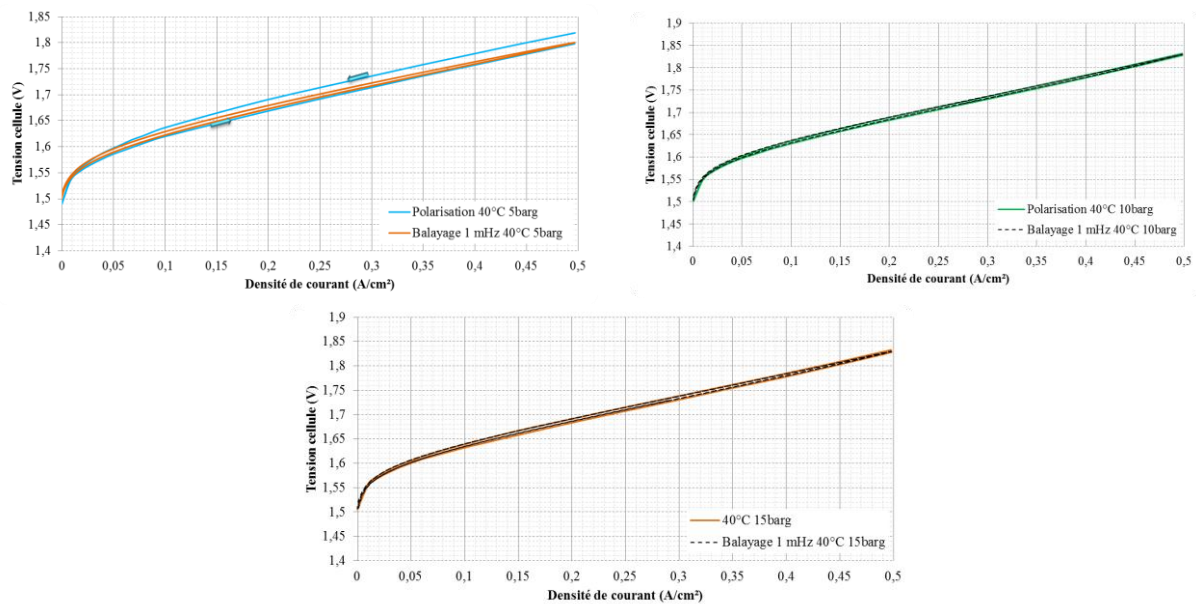 1,85
1,8
1,75
1,7
1,65
1,6
1,55
1,5
1,45
1,4
Tension cellule (V)
Polarisation 40°C 5barg
Balayage 1 mHz 40°C 5barg
0 0,05 0,1 0,15 0,2 0,25 0,3 0,35 0,4 0,45 0,5
Densité de courant (A/cm²)
1,9
1,85
1,8
1,75
1,7
1,65
1,6
1,55
1,5
1,45
1,4
Tension cellule (V)
Polarisation 40°C 10barg
Balayage 1 mHz 40°C 10barg
0 0,05 0,1 0,15 0,2 0,25 0,3 0,35 0,4 0,45 0,5
Densité de courant (A/cm²)
1,9
1,85
1,8
1,75
1,7
1,65
1,6
1,55
1,5
1,45
1,4
Tension cellule (V)
40°C 15barg
Balayage 1 mHz 40°C 15barg
0 0,05 0,1 0,15 0,2 0,25 0,3 0,35 0,4 0,45 0,5
Densité de courant (A/cm²)